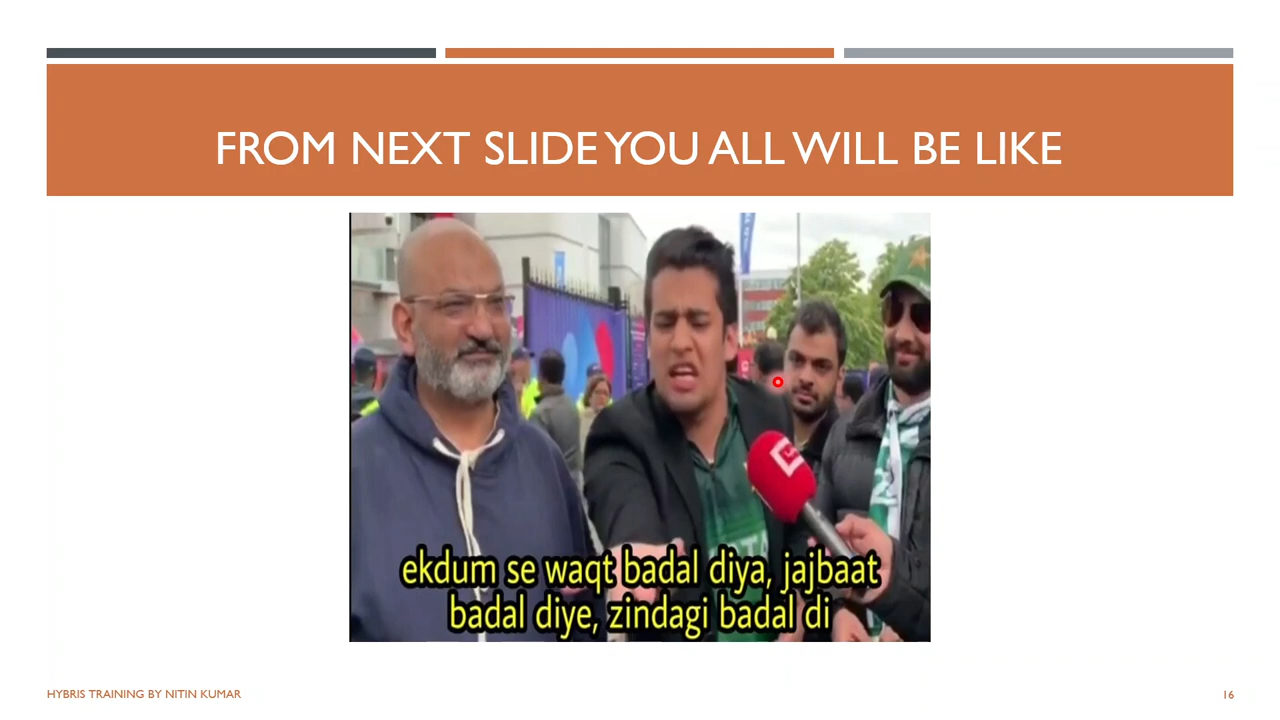 FROM NEXT SLIDE YOU ALL WILL BE LIKE
ekdum se waqt badal diya, jajbaat
badal diye, zindagi badal di
HYBRIS TRAINING BY NITIN KUMAR
16